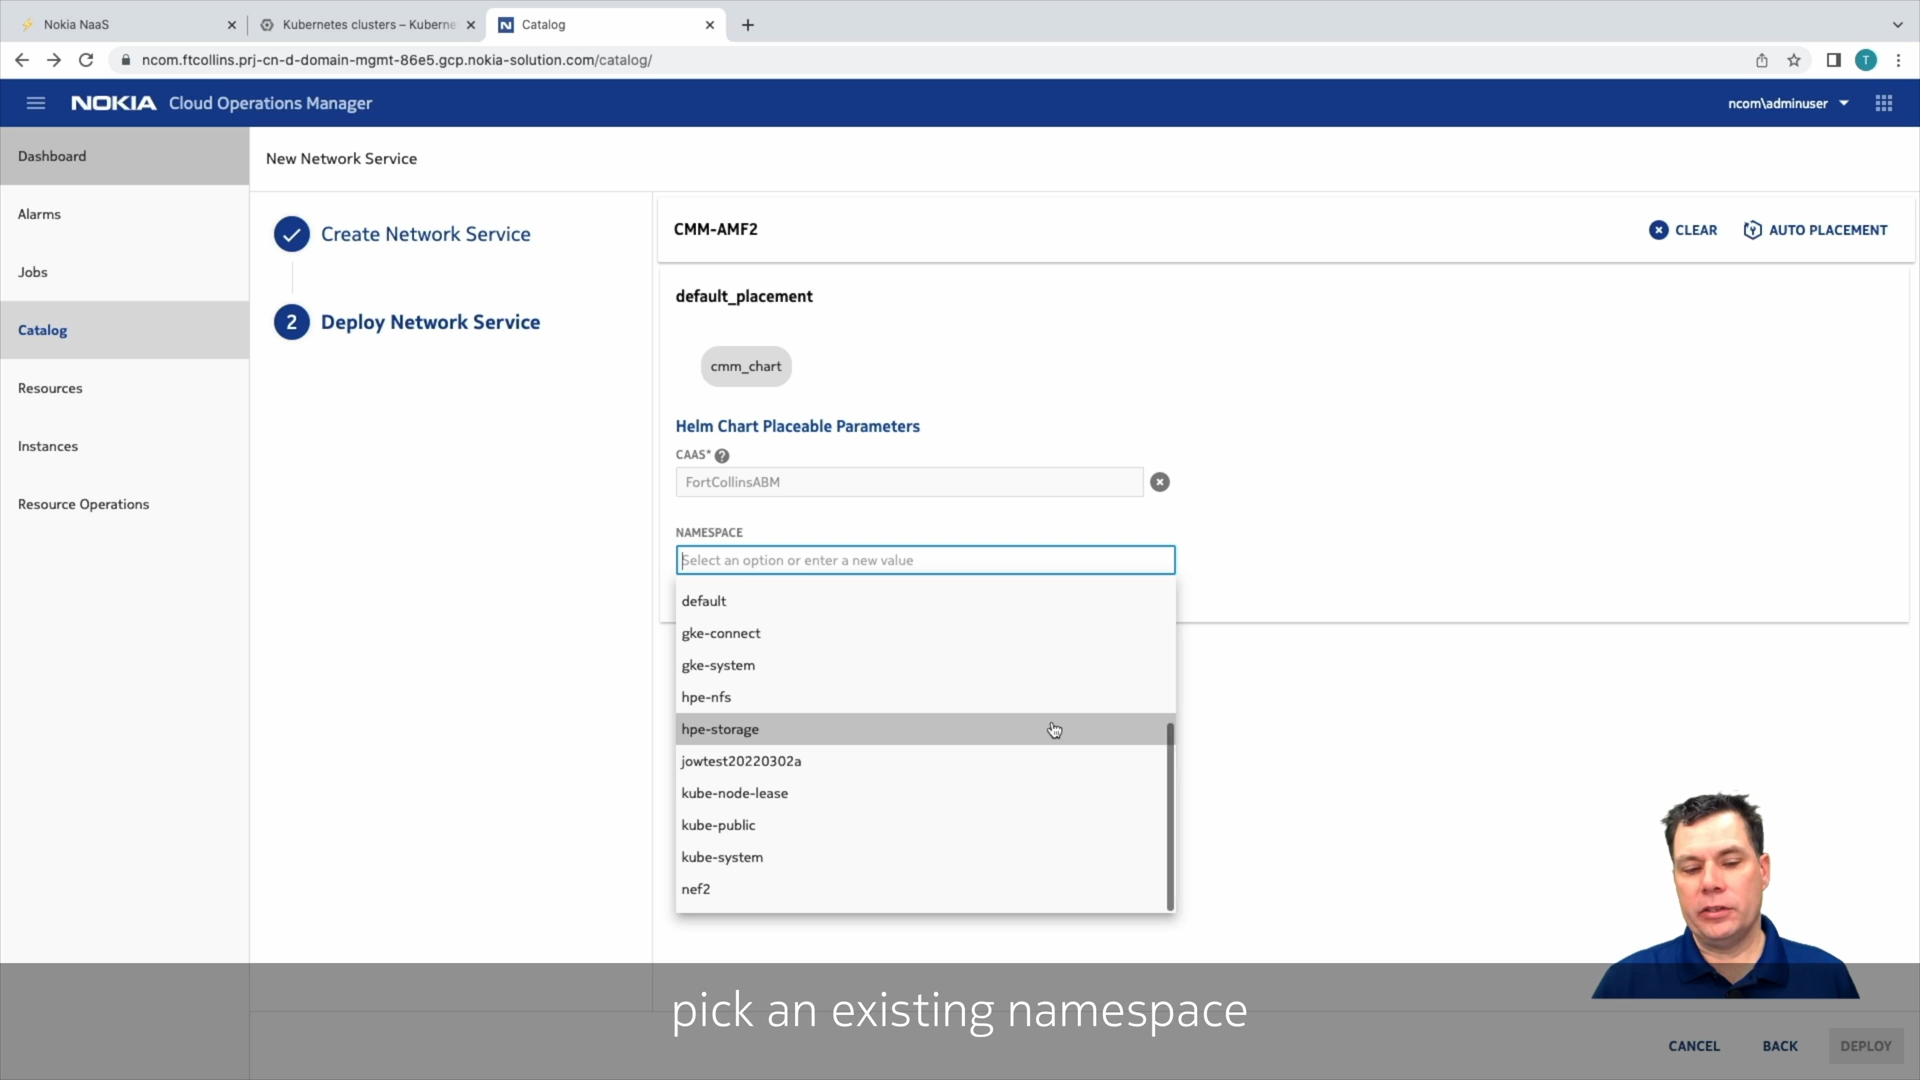 Nokia NaaS
Kubernetes clusters – Kuberne
Catalog
ncom.ftcollins.prj-cn-d-domain-mgmt-86e5.gcp.nokia-solution.com/catalog/
T
NOKIA Cloud Operations Manager
ncom\adminuser
Dashboard
Alarms
Jobs
Catalog
Resources
Instances
Resource Operations
New Network Service
Create Network Service
2 Deploy Network Service
CMM-AMF2
CLEAR
AUTO PLACEMENT
default_placement
cmm_chart
Helm Chart Placeable Parameters
CAAS* ?
FortCollinsABM
NAMESPACE
Select an option or enter a new value
default
gke-connect
gke-system
hpe-nfs
hpe-storage
jowtest20220302a
kube-node-lease
kube-public
kube-system
nef2
pick an existing namespace
CANCEL
BACK
DEPLOY